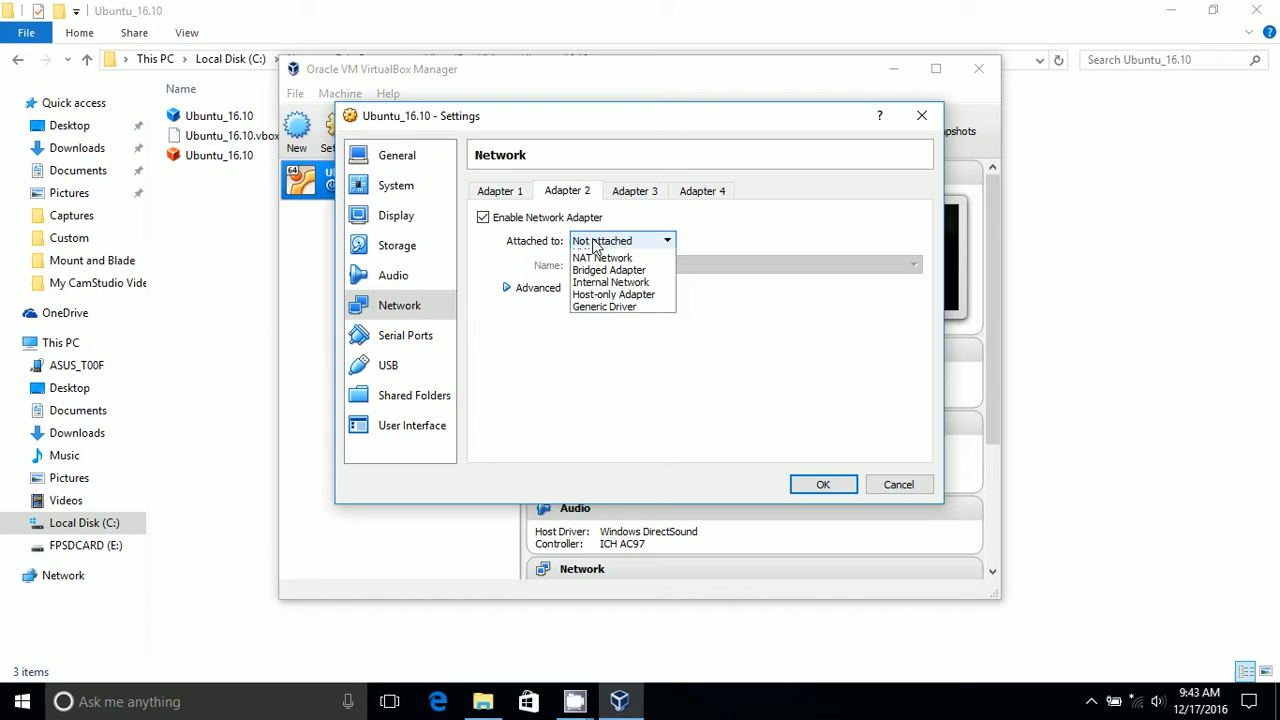 Ubuntu_16.10
File
Home
Share
View
This PC
Local Disk (C:)
Search Ubuntu_16.10
Name
Quick access
Desktop
Downloads
Documents
Pictures
Captures
Custom
Mount and Blade
My CamStudio Video
OneDrive
This PC
ASUS_T00F
Desktop
Documents
Downloads
Music
Pictures
Videos
Local Disk (C:)
FPSDCARD (E:)
Network
Ubuntu_16.10
Ubuntu_16.10.vbox
Ubuntu_16.10
Oracle VM VirtualBox Manager
File
Machine
Help
New
64
Ubuntu_16.10 - Settings
?
General
System
Display
Storage
Audio
Network
Serial Ports
USB
Shared Folders
User Interface
Network
Adapter 1
Adapter 2
Adapter 3
Adapter 4
Enable Network Adapter
Attached to:
Not attached
NAT Network
Bridged Adapter
Internal Network
Host-only Adapter
Generic Driver
Name:
Advanced
OK
Cancel
Audio
Host Driver: Windows DirectSound
Controller: ICH AC97
Network
3 items
Ask me anything
9:43 AM
12/17/2016